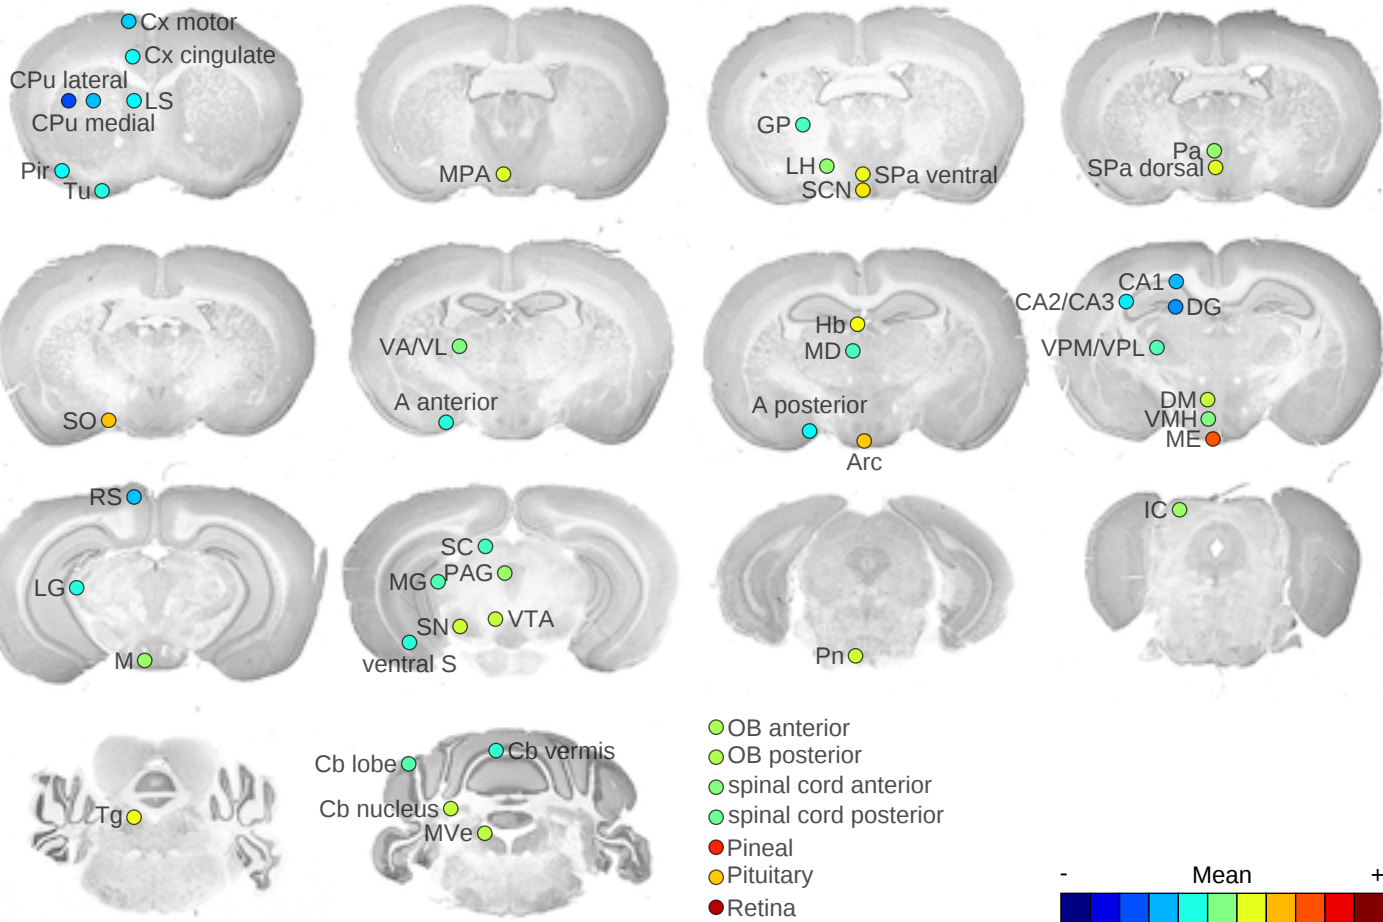 Cx motor
Cx cingulate
CPu lateral
LS
CPu medial
Pir
Tu
MPA
GP
LH
SPa ventral
SCN
Pa
SPa dorsal
SO
VA/VL
A anterior
Hb
MD
A posterior
Arc
CA1
CA2/CA3
DG
VPM/VPL
DM
VMH
ME
RS
LG
M
SC
PAG
MG
SN
VTA
ventral S
Pn
IC
Tg
Cb lobe
Cb vermis
Cb nucleus
MVe
OB anterior
OB posterior
spinal cord anterior
spinal cord posterior
Pineal
Pituitary
Retina
- Mean +